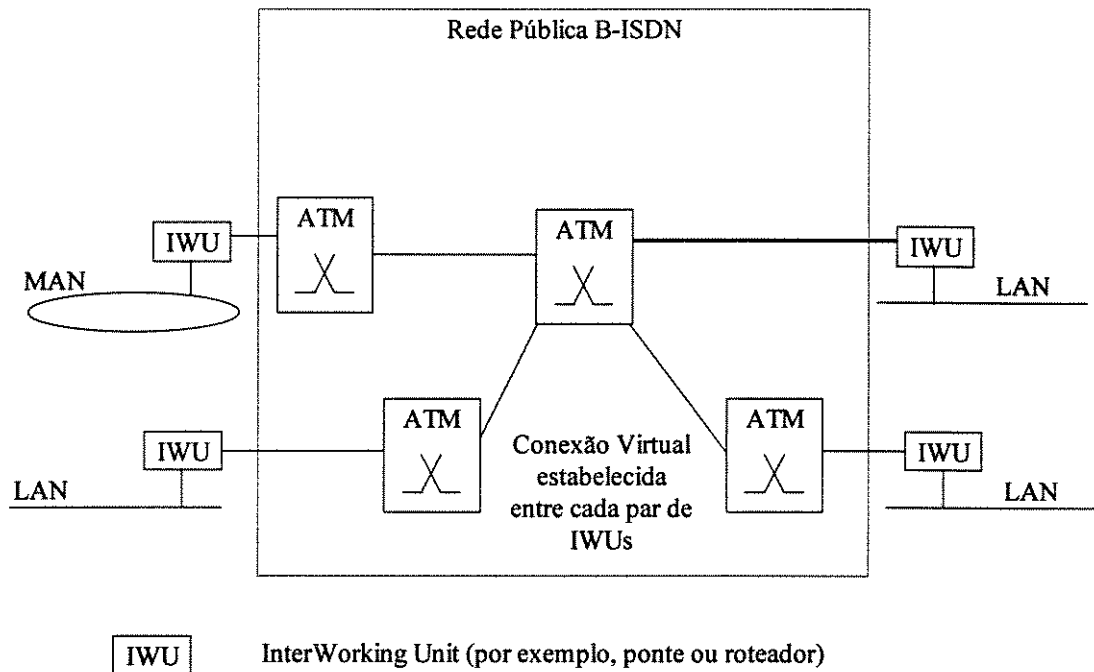 Rede Pública B-ISDN
ATM
ATM
IWU
IWU
MAN
LAN
ATM
ATM
IWU
Conexão Virtual
estabelecida
entre cada par de
IWUs
IWU
LAN
LAN
IWU InterWorking Unit (por exemplo, ponte ou roteador)